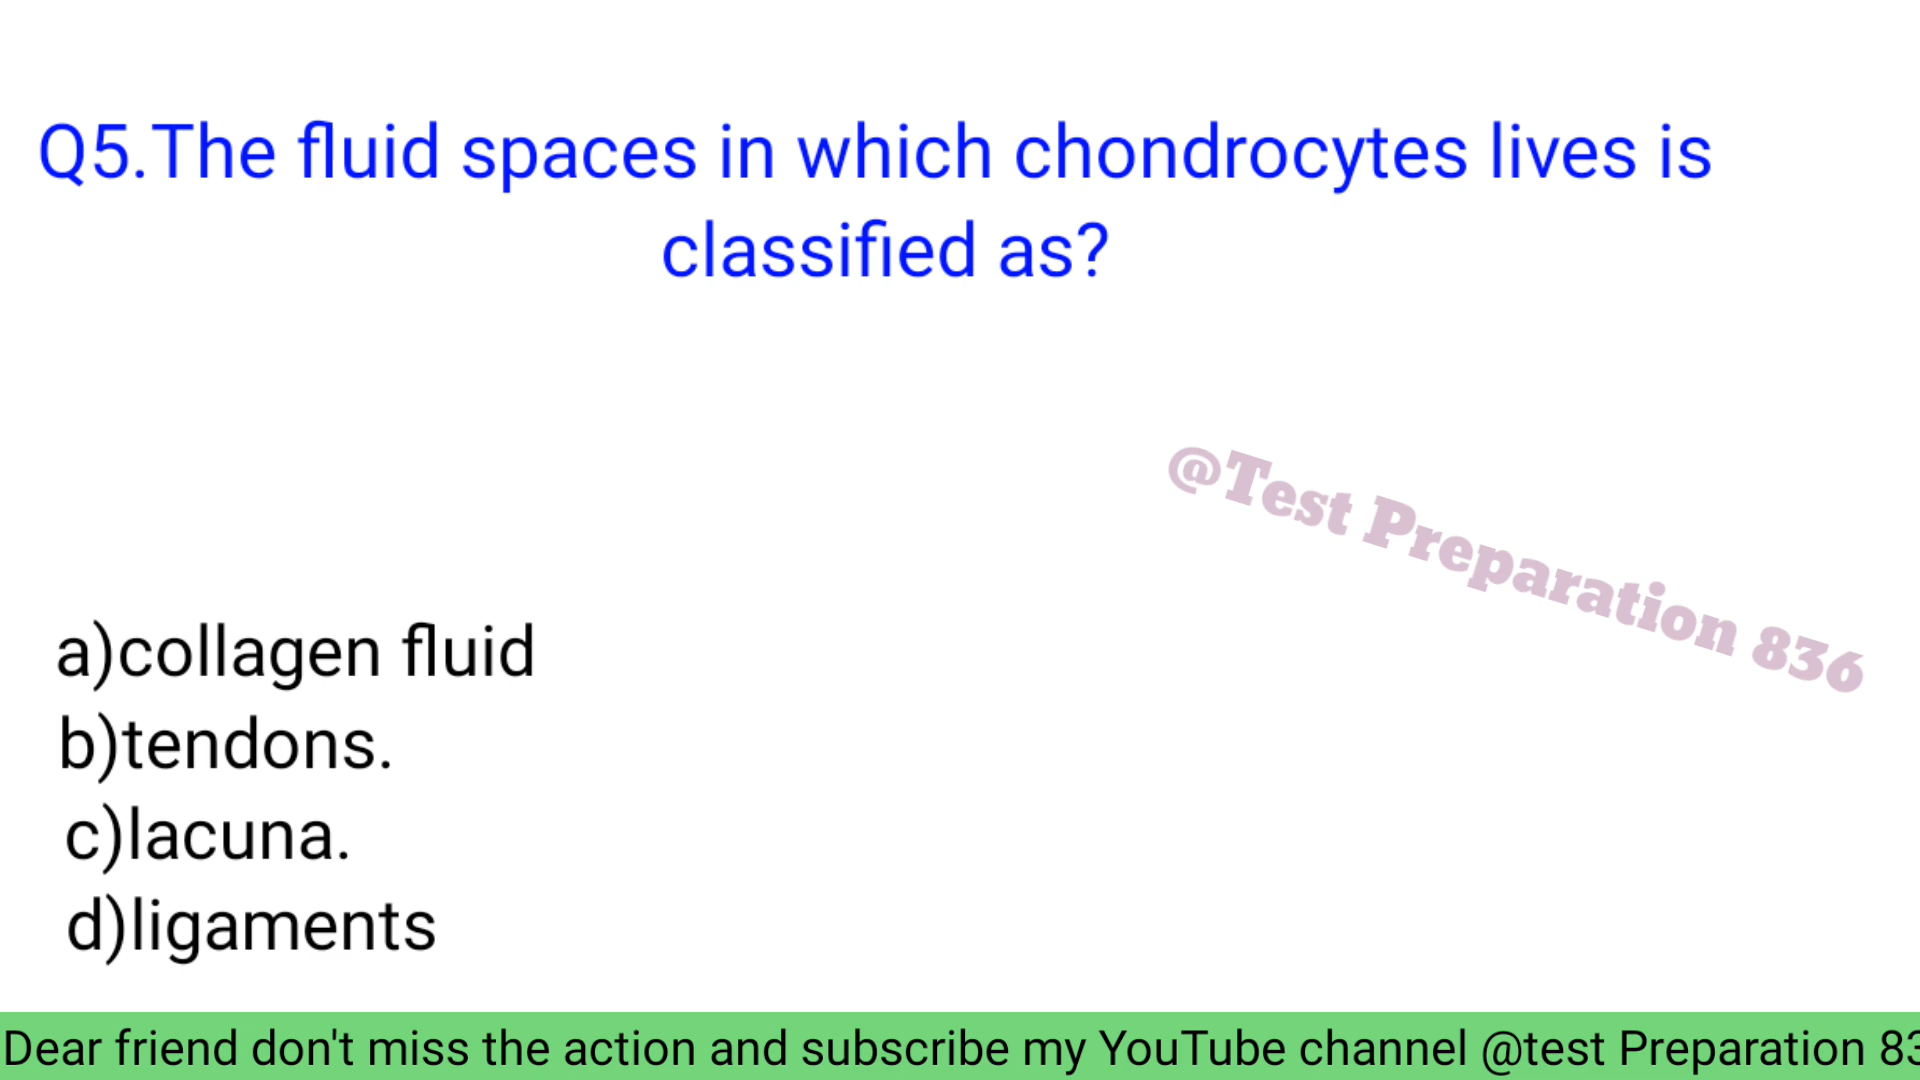 Q5.The fluid spaces in which chondrocytes lives is
classified as?
@Test Preparation 836
a)collagen fluid
b)tendons.
c)lacuna.
d)ligaments
Dear friend don't miss the action and subscribe my YouTube channel @test Preparation 83